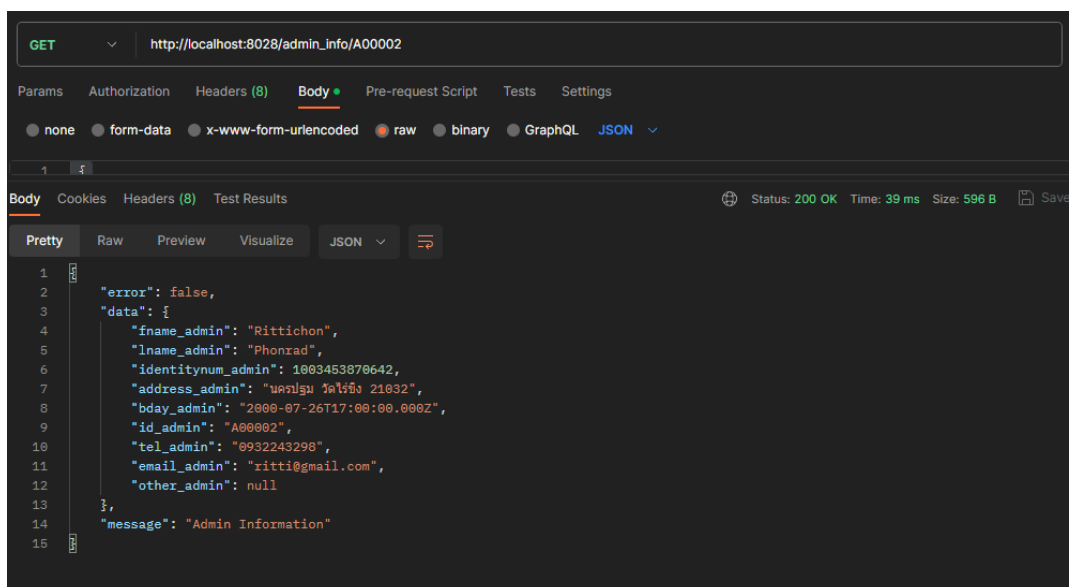 GET http://localhost:8028/admin_info/A00002
Params Authorization Headers (8) Body Pre-request Script Tests Settings
none form-data x-www-form-urlencoded raw binary GraphQL JSON
1 {
Body Cookies Headers (8) Test Results Status: 200 OK Time: 39 ms Size: 596 B Save
Pretty Raw Preview Visualize JSON
1 {
2 "error": false,
3 "data": {
4 "fname_admin": "Rittichon",
5 "lname_admin": "Phonrad",
6 "identitynum_admin": 1003453870642,
7 "address_admin": "นครปฐม วัดไร่ขิง 21032",
8 "bday_admin": "2000-07-26T17:00:00.000Z",
9 "id_admin": "A00002",
10 "tel_admin": "0932243298",
11 "email_admin": "ritti@gmail.com",
12 "other_admin": null
13 },
14 "message": "Admin Information"
15 }